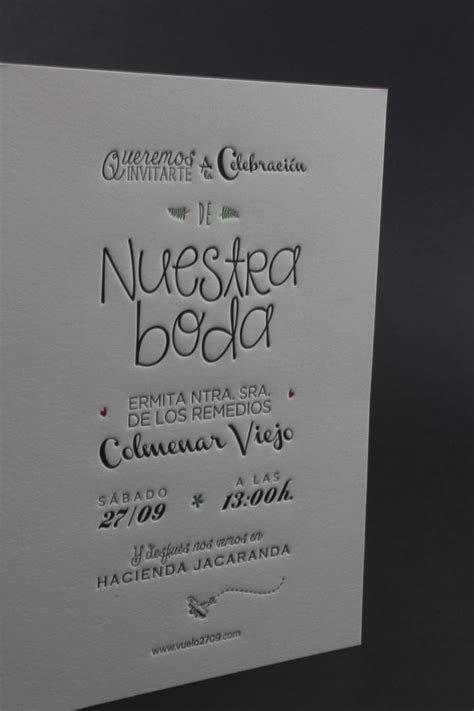 Queremos INVITARTE A la Celebración
DE
Nuestra
boda
ERMITA NTRA. SRA.
DE LOS REMEDIOS
Colmenar Viejo
SÁBADO A LAS
27/09 13:00h.
Y después nos vemos en
HACIENDA JACARANDA
www.vuelo2709.com